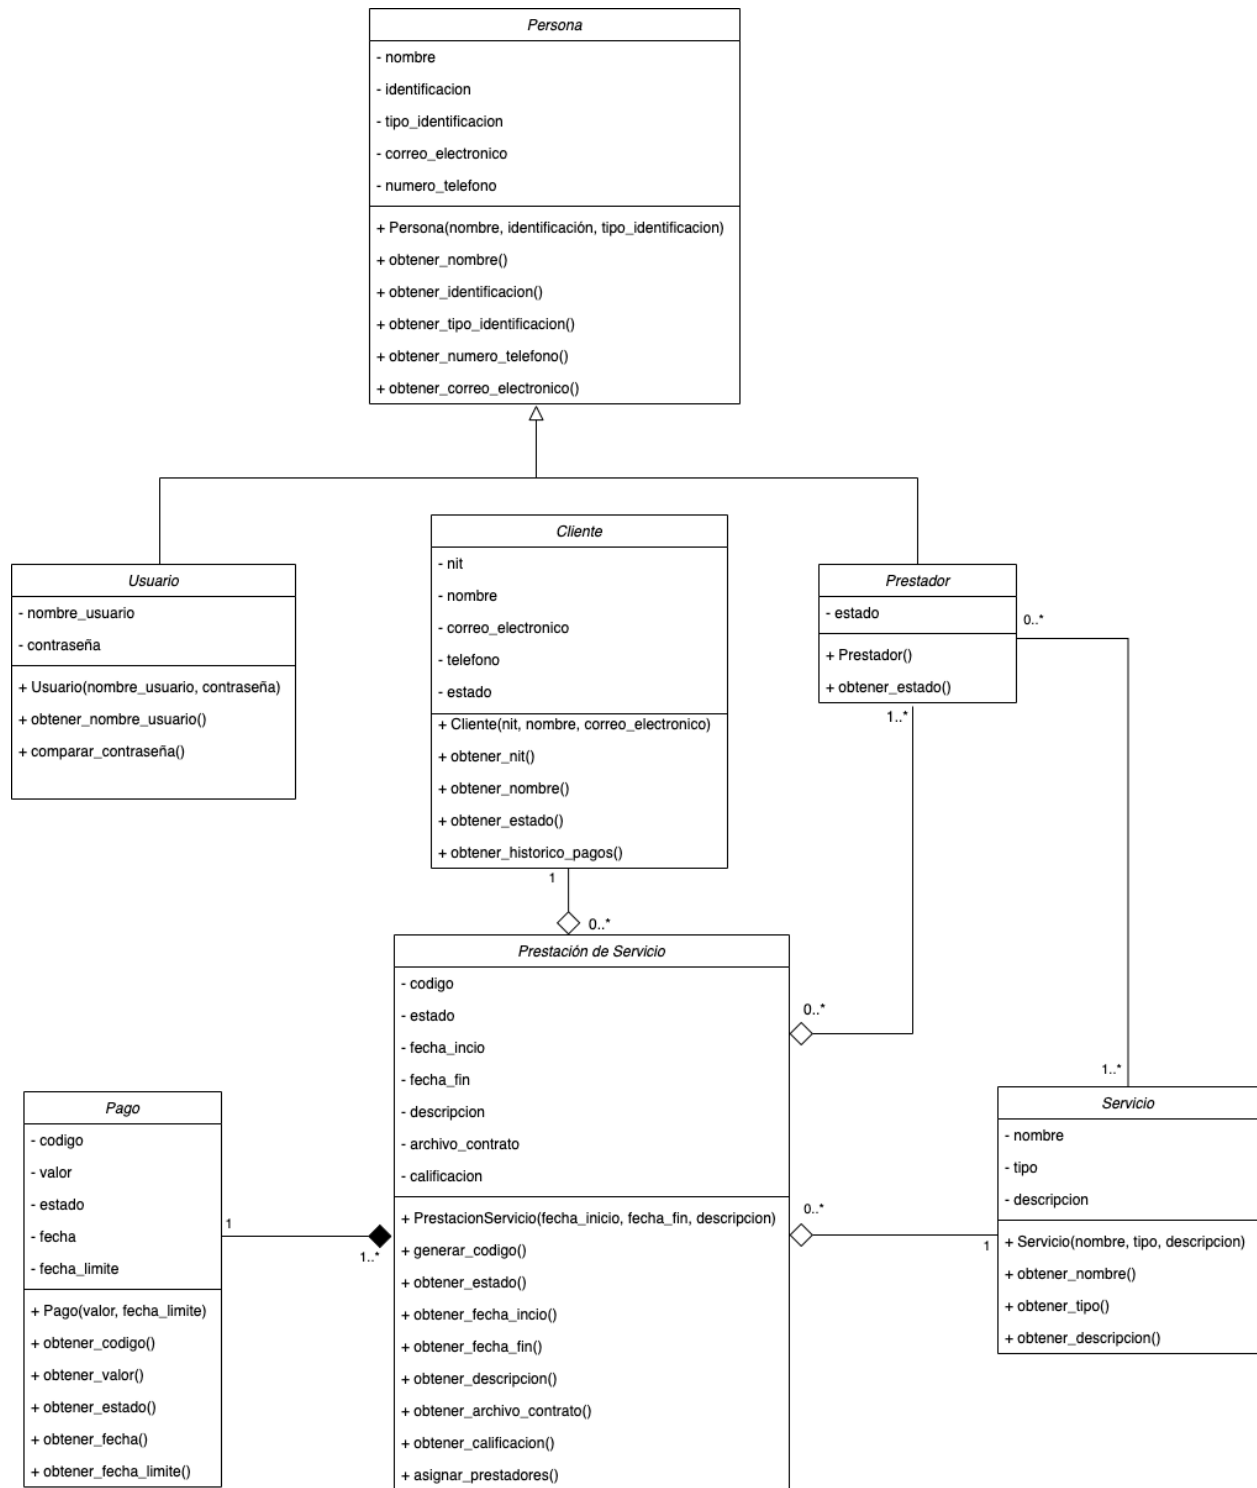 Persona
- nombre
- identificacion
- tipo_identificacion
- correo_electronico
- numero_telefono
+ Persona(nombre, identificación, tipo_identificacion)
+ obtener_nombre()
+ obtener_identificacion()
+ obtener_tipo_identificacion()
+ obtener_numero_telefono()
+ obtener_correo_electronico()
Usuario
- nombre_usuario
- contraseña
+ Usuario(nombre_usuario, contraseña)
+ obtener_nombre_usuario()
+ comparar_contraseña()
Cliente
- nit
- nombre
- correo_electronico
- telefono
- estado
+ Cliente(nit, nombre, correo_electronico)
+ obtener_nit()
+ obtener_nombre()
+ obtener_estado()
+ obtener_historico_pagos()
1
0..*
Prestador
- estado
+ Prestador()
+ obtener_estado()
0..*
1..*
Prestación de Servicio
- codigo
- estado
- fecha_incio
- fecha_fin
- descripcion
- archivo_contrato
- calificacion
+ PrestacionServicio(fecha_inicio, fecha_fin, descripcion)
+ generar_codigo()
+ obtener_estado()
+ obtener_fecha_incio()
+ obtener_fecha_fin()
+ obtener_descripcion()
+ obtener_archivo_contrato()
+ obtener_calificacion()
+ asignar_prestadores()
0..*
0..*
1
1..*
Pago
- codigo
- valor
- estado
- fecha
- fecha_limite
+ Pago(valor, fecha_limite)
+ obtener_codigo()
+ obtener_valor()
+ obtener_estado()
+ obtener_fecha()
+ obtener_fecha_limite()
1
1..*
Servicio
- nombre
- tipo
- descripcion
+ Servicio(nombre, tipo, descripcion)
+ obtener_nombre()
+ obtener_tipo()
+ obtener_descripcion()